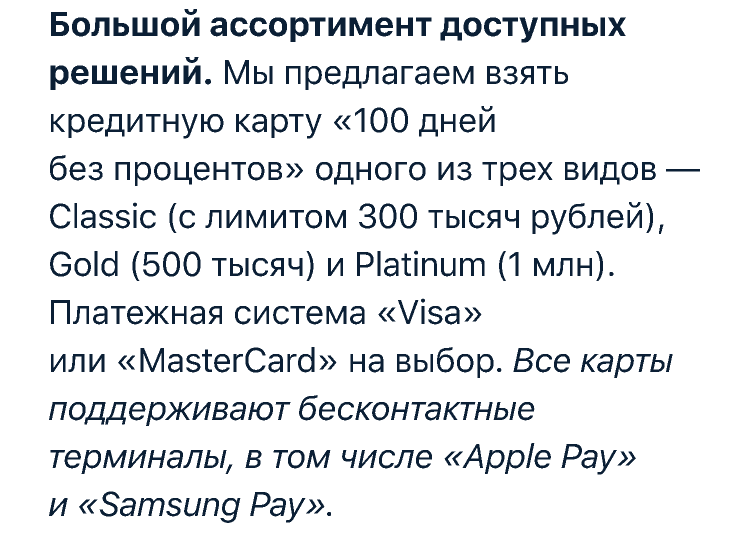 Большой ассортимент доступных
решений. Мы предлагаем взять
кредитную карту «100 дней
без процентов» одного из трех видов —
Classic (с лимитом 300 тысяч рублей),
Gold (500 тысяч) и Platinum (1 млн).
Платежная система «Visa»
или «MasterCard» на выбор. Все карты
поддерживают бесконтактные
терминалы, в том числе «Apple Pay»
и «Samsung Pay».